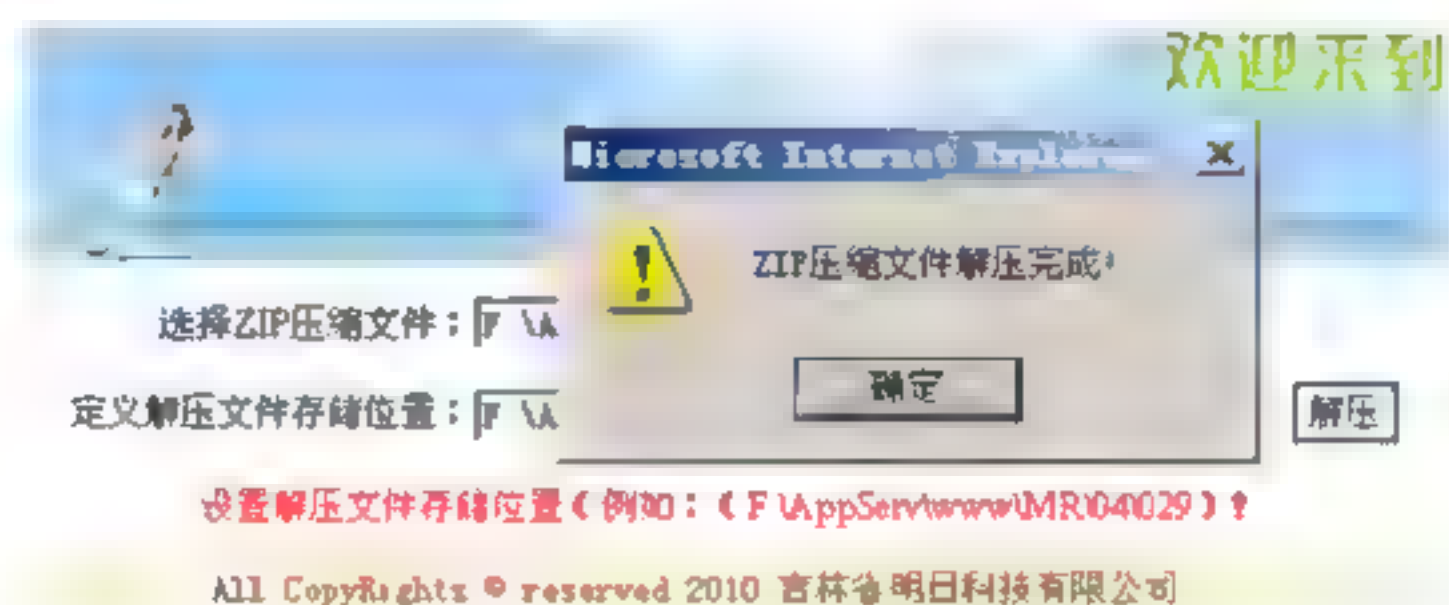 欢迎来到
Microsoft Internet Explorer
ZIP压缩文件解压完成!
选择ZIP压缩文件：F:\A
确定
定义解压文件存储位置：F:\A
解压
设置解压文件存储位置(例如：(F:\AppServ\www\MR\04\029)!
All CopyRights © reserved 2010 吉林省明日科技有限公司